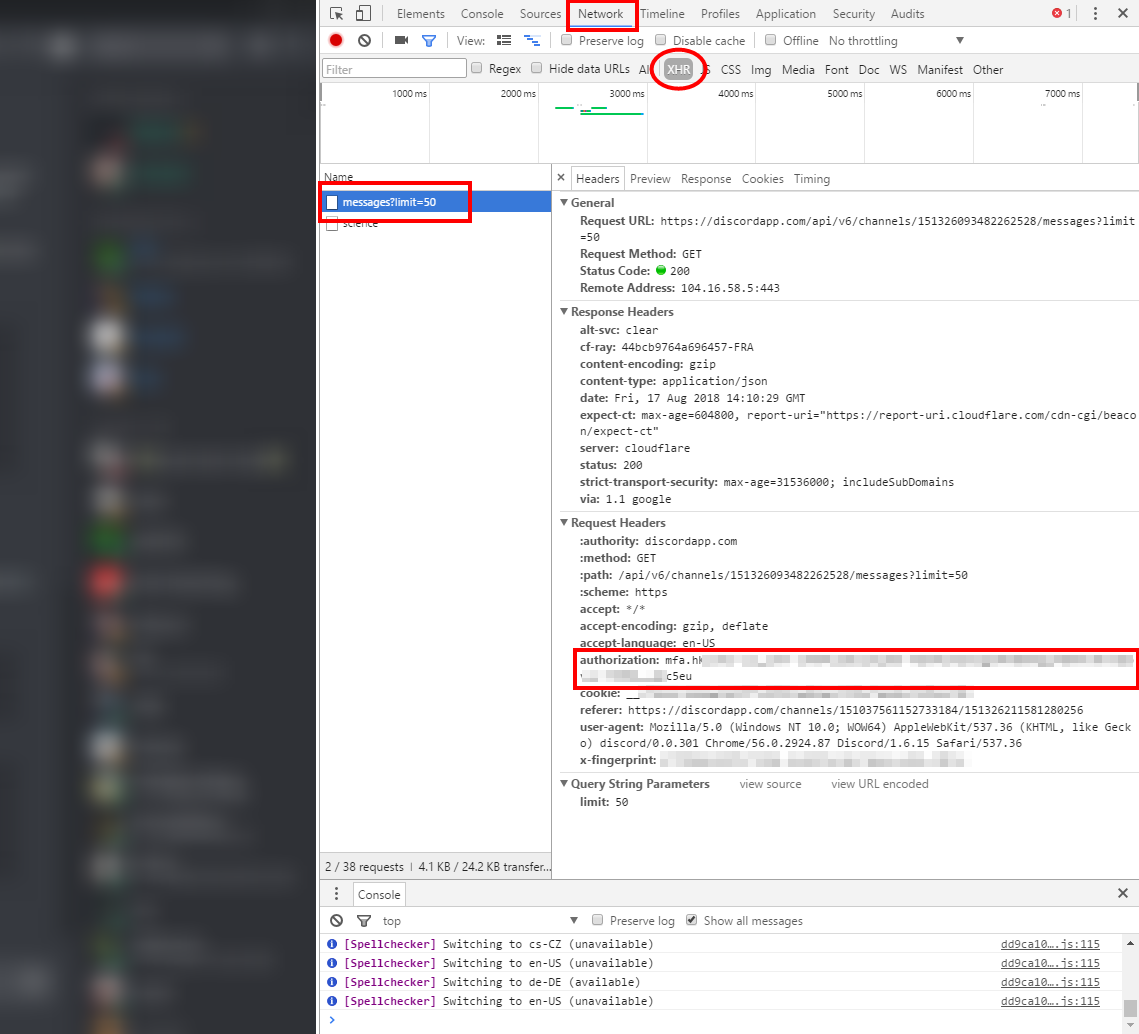 Elements Console Sources Network Timeline Profiles Application Security Audits 1
View: Preserve log Disable cache Offline No throttling
Filter Regex Hide data URLs XHR JS CSS Img Media Font Doc WS Manifest Other
1000 ms 2000 ms 3000 ms 4000 ms 5000 ms 6000 ms 7000 ms
Name
messages?limit=50
science
2 / 38 requests | 4.1 KB / 24.2 KB transfer...
× Headers Preview Response Cookies Timing
General
Request URL: https://discordapp.com/api/v6/channels/151326093482262528/messages?limit
=50
Request Method: GET
Status Code: 200
Remote Address: 104.16.58.5:443
Response Headers
alt-svc: clear
cf-ray: 44bcb9764a696457-FRA
content-encoding: gzip
content-type: application/json
date: Fri, 17 Aug 2018 14:10:29 GMT
expect-ct: max-age=604800, report-uri="https://report-uri.cloudflare.com/cdn-cgi/beaco
n/expect-ct"
server: cloudflare
status: 200
strict-transport-security: max-age=31536000; includeSubDomains
via: 1.1 google
Request Headers
:authority: discordapp.com
:method: GET
:path: /api/v6/channels/151326093482262528/messages?limit=50
:scheme: https
accept: */*
accept-encoding: gzip, deflate
accept-language: en-US
authorization: mfa.hK
c5eu
cookie: __
referer: https://discordapp.com/channels/151037561152733184/151326211581280256
user-agent: Mozilla/5.0 (Windows NT 10.0; WOW64) AppleWebKit/537.36 (KHTML, like Geck
o) discord/0.0.301 Chrome/56.0.2924.87 Discord/1.6.15 Safari/537.36
x-fingerprint:
Query String Parameters view source view URL encoded
limit: 50
Console
top Preserve log Show all messages
[Spellchecker] Switching to cs-CZ (unavailable) dd9ca10….js:115
[Spellchecker] Switching to en-US (unavailable) dd9ca10….js:115
[Spellchecker] Switching to de-DE (available) dd9ca10….js:115
[Spellchecker] Switching to en-US (unavailable) dd9ca10….js:115
>